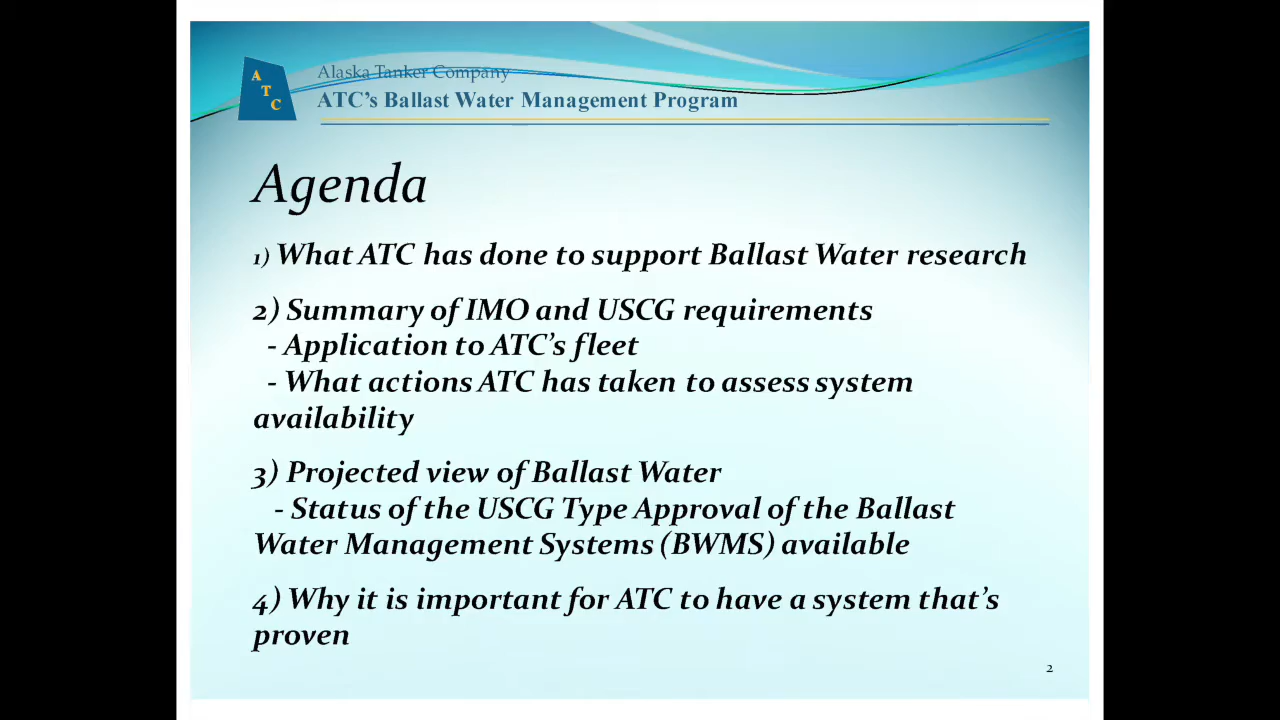 A
T
C
Alaska Tanker Company
ATC's Ballast Water Management Program
Agenda
1) What ATC has done to support Ballast Water research
2) Summary of IMO and USCG requirements
- Application to ATC's fleet
- What actions ATC has taken to assess system
availability
3) Projected view of Ballast Water
- Status of the USCG Type Approval of the Ballast
Water Management Systems (BWMS) available
4) Why it is important for ATC to have a system that's
proven
2